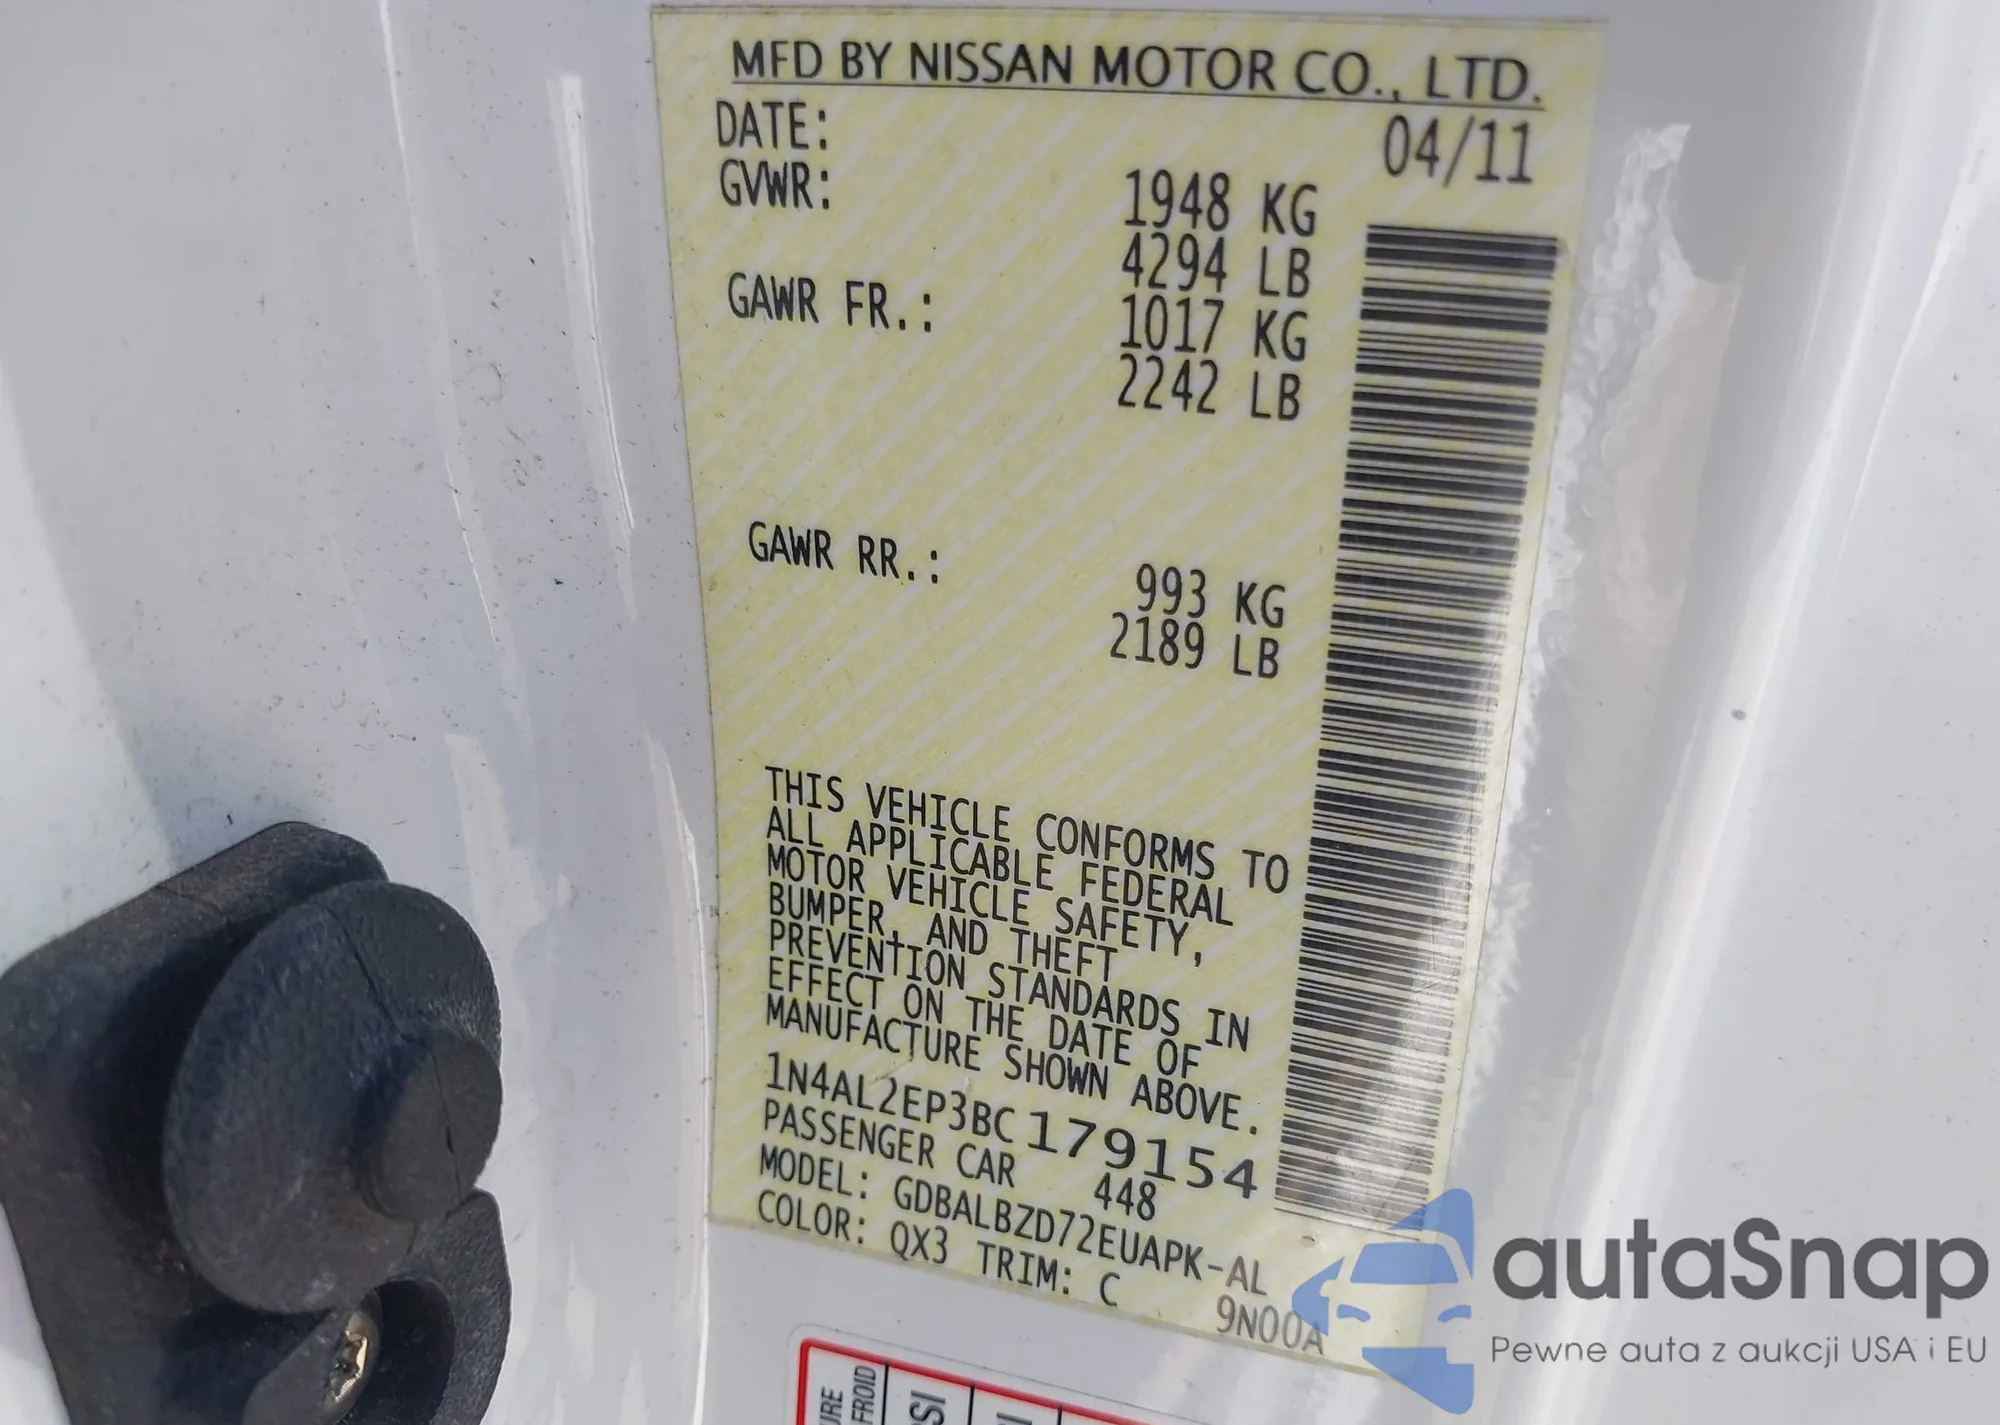 MFD BY NISSAN MOTOR CO., LTD.
DATE: 04/11
GVWR: 1948 KG
4294 LB
GAWR FR.: 1017 KG
2242 LB
GAWR RR.: 993 KG
2189 LB
THIS VEHICLE CONFORMS TO
ALL APPLICABLE FEDERAL
MOTOR VEHICLE SAFETY,
BUMPER, AND THEFT
PREVENTION STANDARDS IN
EFFECT ON THE DATE OF
MANUFACTURE SHOWN ABOVE.
1N4AL2EP3BC179154
PASSENGER CAR 448
MODEL: GDBALBZD72EUAPK-AL
COLOR: QX3 TRIM: C
9N00A
FROID
autaSnap
Pewne auta z aukcji USA i EU